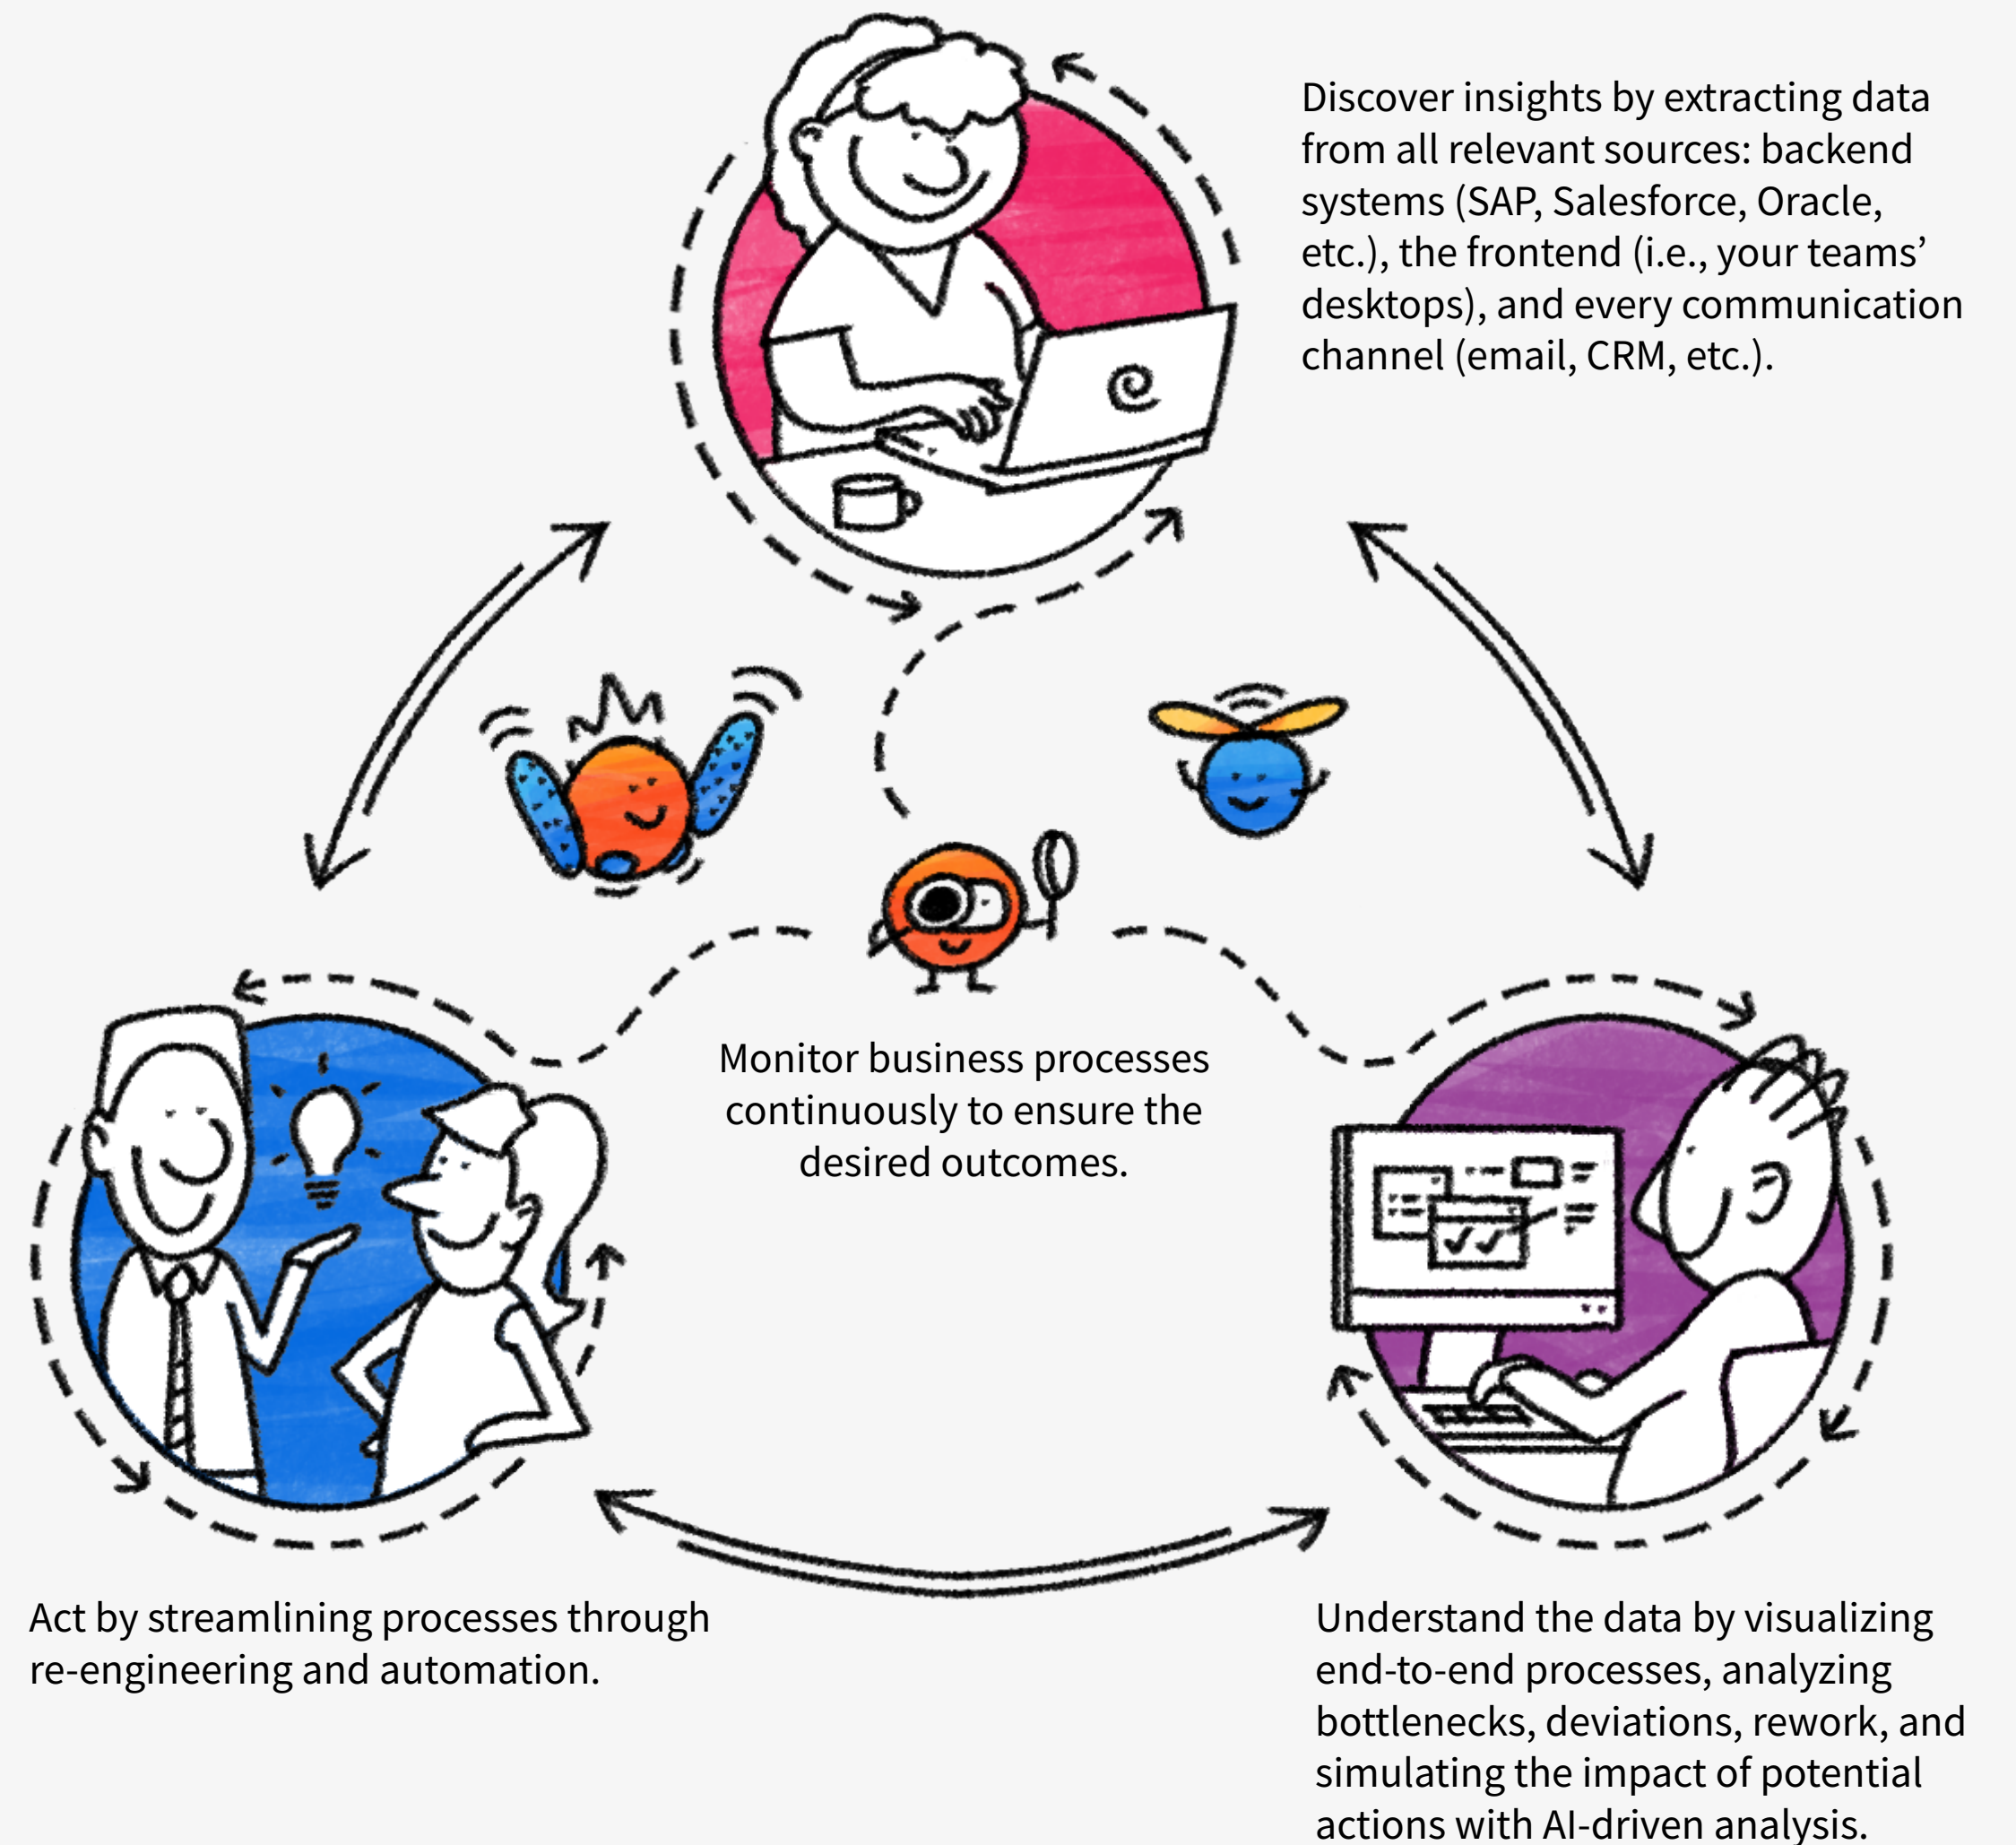 Discover insights by extracting data
from all relevant sources: backend
systems (SAP, Salesforce, Oracle,
etc.), the frontend (i.e., your teams’
desktops), and every communication
channel (email, CRM, etc.).
Monitor business processes
continuously to ensure the
desired outcomes.
Act by streamlining processes through
re-engineering and automation.
Understand the data by visualizing
end-to-end processes, analyzing
bottlenecks, deviations, rework, and
simulating the impact of potential
actions with AI-driven analysis.